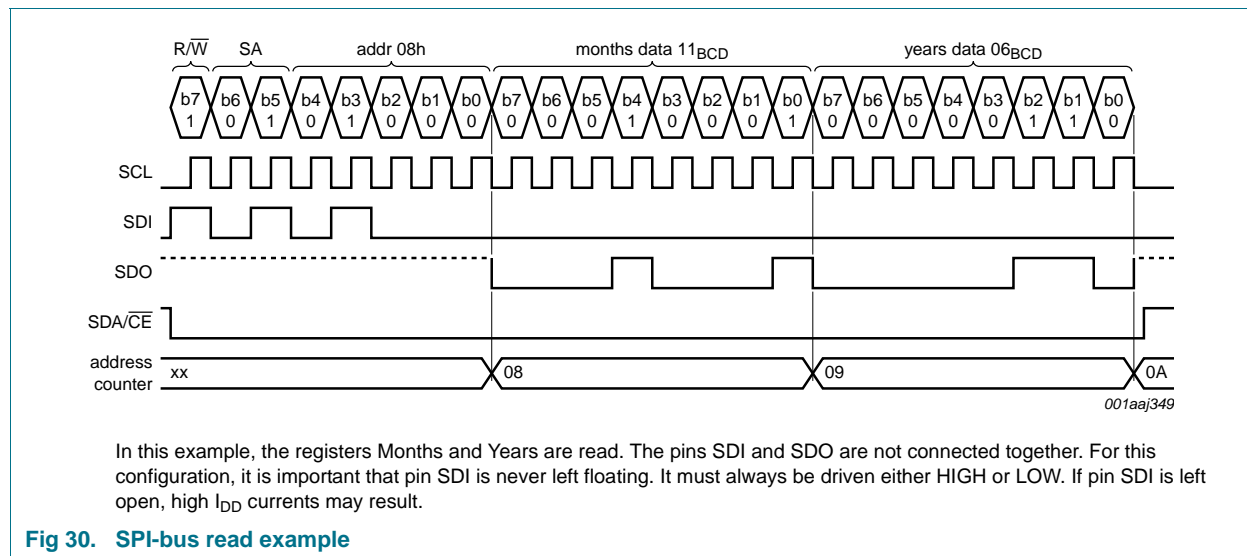 R/W SA addr 08h months data 11BCD years data 06BCD
b7 b6 b5 b4 b3 b2 b1 b0 b7 b6 b5 b4 b3 b2 b1 b0 b7 b6 b5 b4 b3 b2 b1 b0
1 0 1 0 1 0 0 0 0 0 0 1 0 0 0 1 0 0 0 0 0 1 1 0
SCL
SDI
SDO
SDA/CE
address
counter
xx 08 09 0A
001aaj349
In this example, the registers Months and Years are read. The pins SDI and SDO are not connected together. For this
configuration, it is important that pin SDI is never left floating. It must always be driven either HIGH or LOW. If pin SDI is left
open, high IDD currents may result.
Fig 30. SPI-bus read example